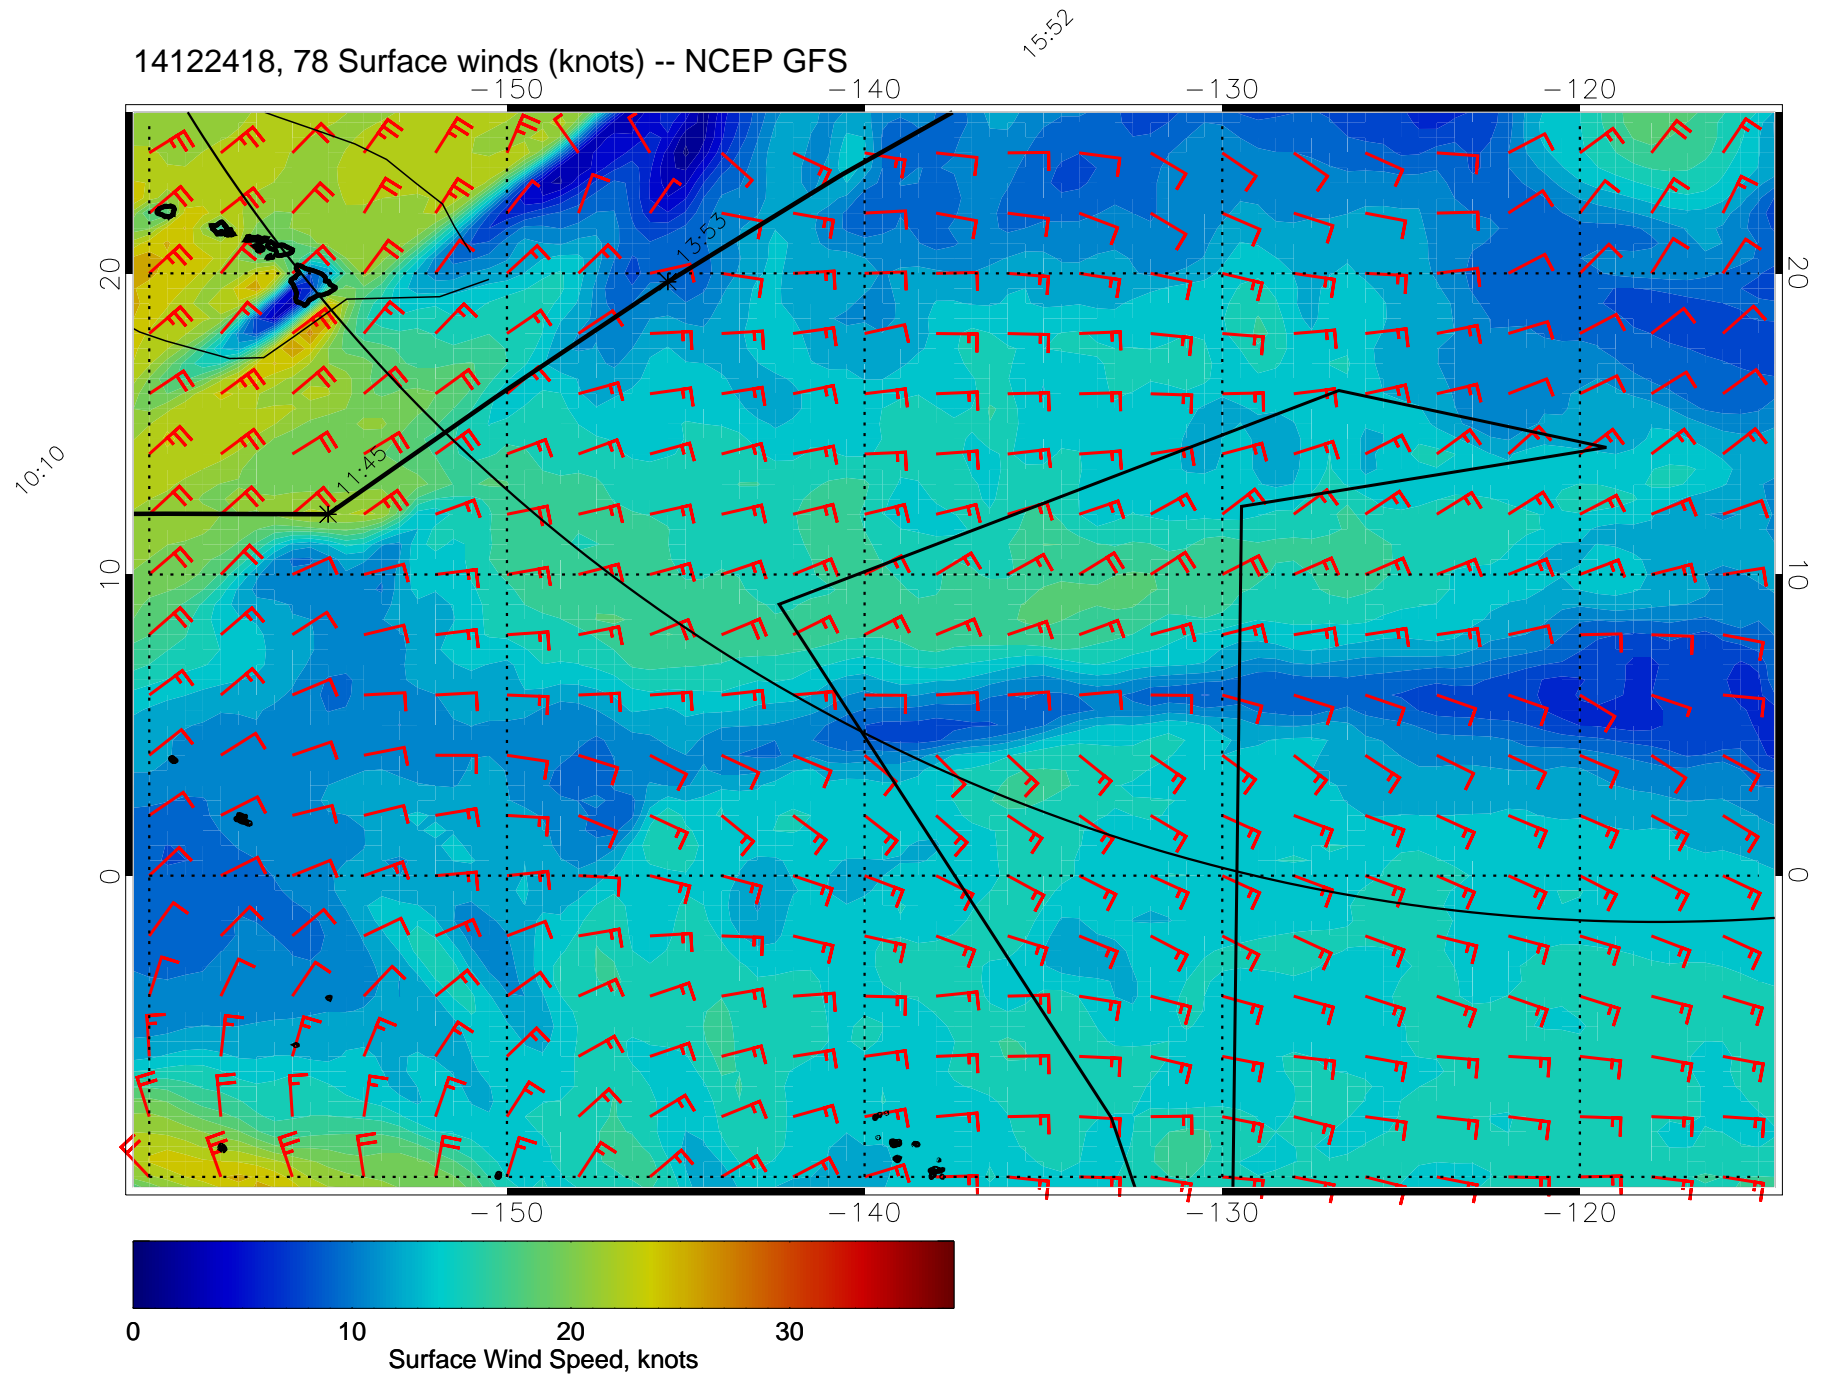 15:52
14122418, 78 Surface winds (knots) -- NCEP GFS
-150 -140 -130 -120
13:53
20 20
11:45
10:10
10 10
0 0
-150 -140 -130 -120
0 10 20 30
Surface Wind Speed, knots